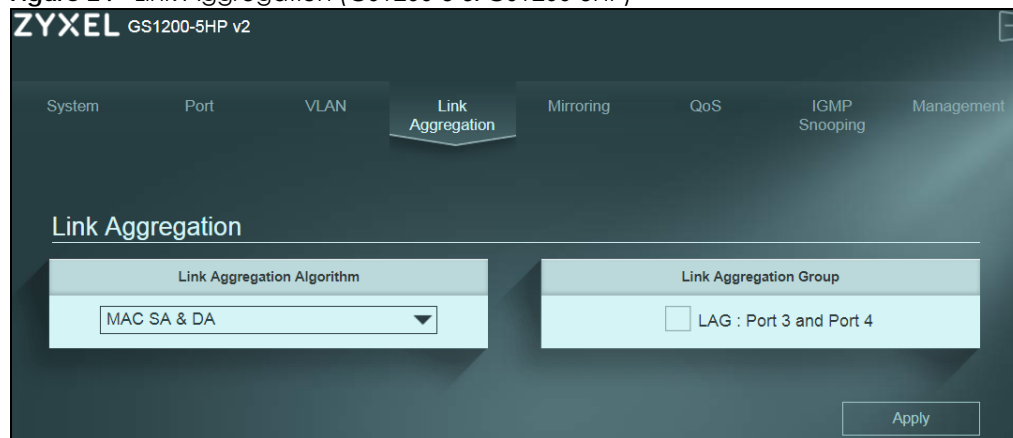 Link Aggregation (GS1200-5 & GS1200-5HP)
ZYXEL GS1200-5HP v2
System
Port
VLAN
Link
Aggregation
Mirroring
QoS
IGMP
Snooping
Management
Link Aggregation
Link Aggregation Algorithm
MAC SA & DA
Link Aggregation Group
LAG : Port 3 and Port 4
Apply